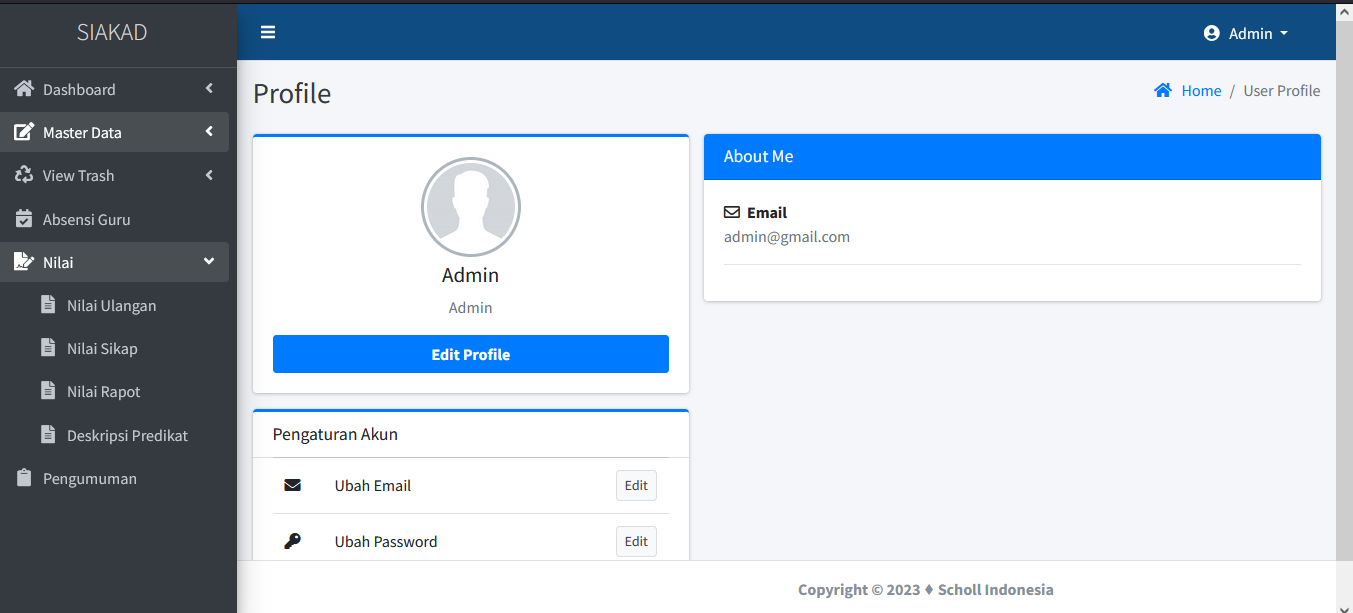 SIAKAD
Admin
Dashboard
Master Data
View Trash
Absensi Guru
Nilai
Nilai Ulangan
Nilai Sikap
Nilai Rapot
Deskripsi Predikat
Pengumuman
Profile
Home / User Profile
Admin
Admin
Edit Profile
About Me
Email
admin@gmail.com
Pengaturan Akun
Ubah Email Edit
Ubah Password Edit
Copyright © 2023 ♦ Scholl Indonesia